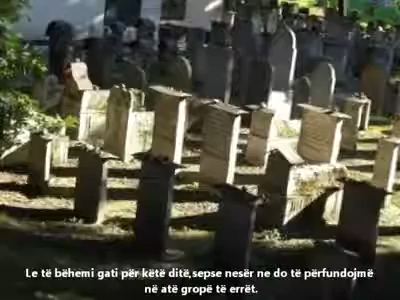 Le të bëhemi gati për këtë ditë,sepse nesër ne do të përfundojmë
në atë gropë të errët.